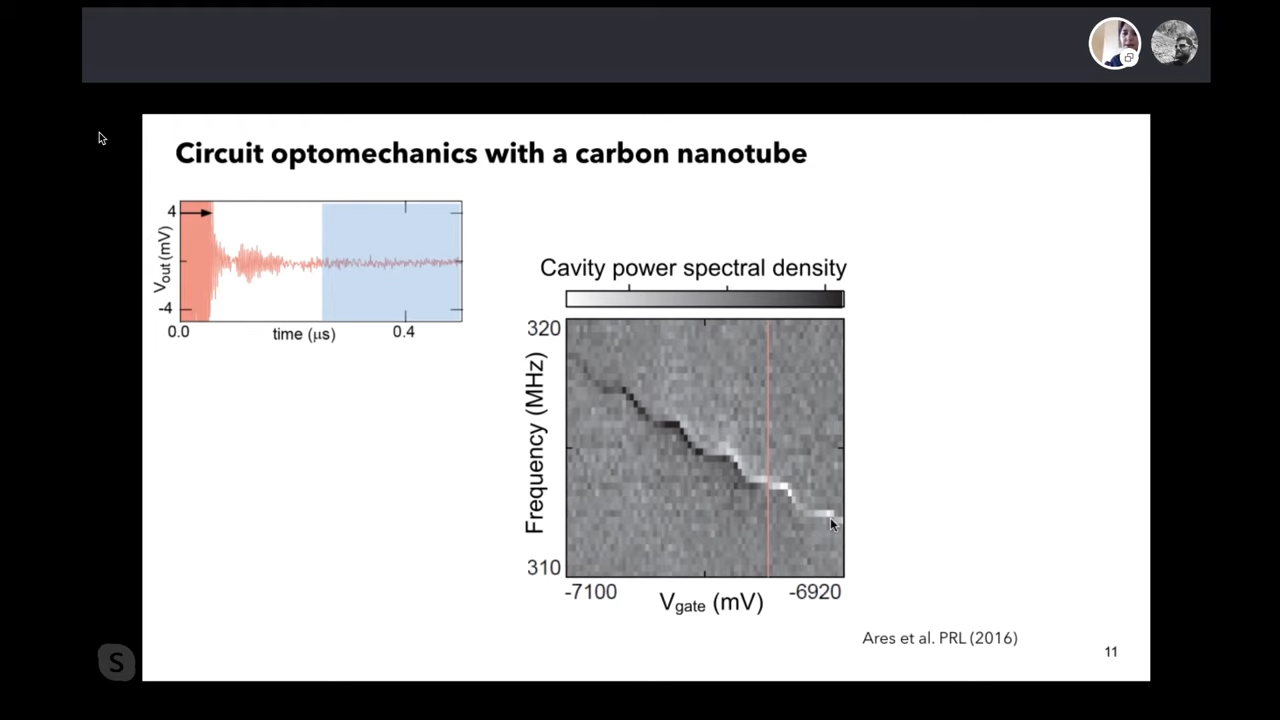 Circuit optomechanics with a carbon nanotube
4
Vout (mV)
-4
0.0
time (μs)
0.4
Cavity power spectral density
320
Frequency (MHz)
310
-7100
Vgate (mV)
-6920
Ares et al. PRL (2016)
11
S